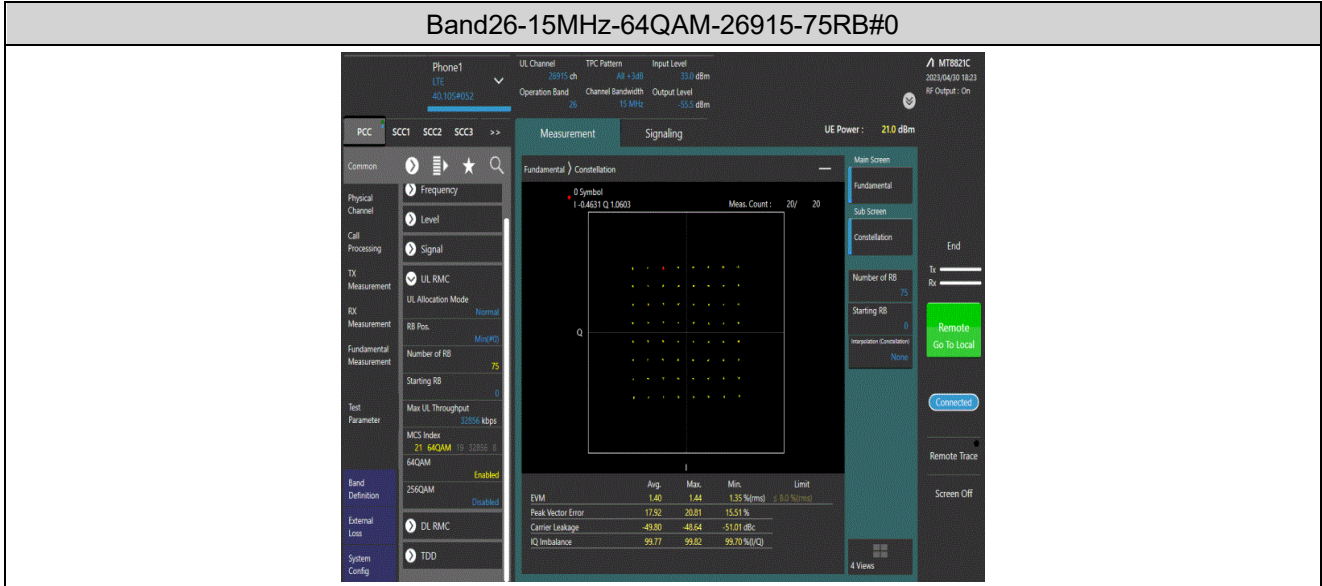 Band26-15MHz-64QAM-26915-75RB#0
Phone1
LTE
40.105#052
UL Channel TPC Pattern Input Level
26915 ch All +3dB 33.0 dBm
Operation Band Channel Bandwidth Output Level
26 15 MHz -55.5 dBm
MT8821C
2023/04/30 18:23
RF Output : On
PCC SCC1 SCC2 SCC3 >>
Measurement Signaling UE Power : 21.0 dBm
Common
Physical Channel
Call Processing
TX Measurement
RX Measurement
Fundamental Measurement
Test Parameter
Band Definition
External Loss
System Config
Frequency
Level
Signal
UL RMC
UL Allocation Mode
Normal
RB Pos.
Min(#0)
Number of RB
75
Starting RB
0
Max UL Throughput
32856 kbps
MCS Index
21 64QAM 19 32856 8
64QAM
Enabled
256QAM
Disabled
DL RMC
TDD
Fundamental 〉 Constellation
0 Symbol
I -0.4631 Q 1.0603 Meas. Count : 20/ 20
Q
I
Avg. Max. Min. Limit
EVM 1.40 1.44 1.35 %(rms) ≤ 8.0 %(rms)
Peak Vector Error 17.92 20.81 15.51 %
Carrier Leakage -49.80 -48.64 -51.01 dBc
IQ Imbalance 99.77 99.82 99.70 %(I/Q)
Main Screen
Fundamental
Sub Screen
Constellation
Number of RB
75
Starting RB
0
Interpolation (Constellation)
None
4 Views
End
Tx
Rx
Remote
Go To Local
Connected
Remote Trace
Screen Off